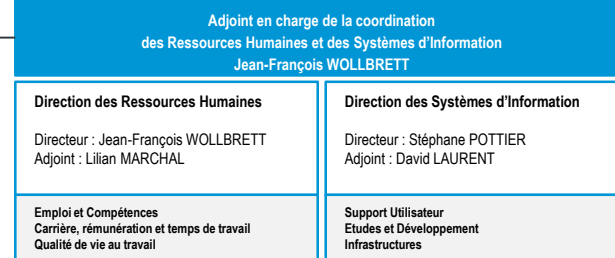 Adjoint en charge de la coordination
des Ressources Humaines et des Systèmes d'Information
Jean-François WOLLBRETT
Direction des Ressources Humaines
Directeur : Jean-François WOLLBRETT
Adjoint : Lilian MARCHAL
Emploi et Compétences
Carrière, rémunération et temps de travail
Qualité de vie au travail
Direction des Systèmes d'Information
Directeur : Stéphane POTTIER
Adjoint : David LAURENT
Support Utilisateur
Etudes et Développement
Infrastructures